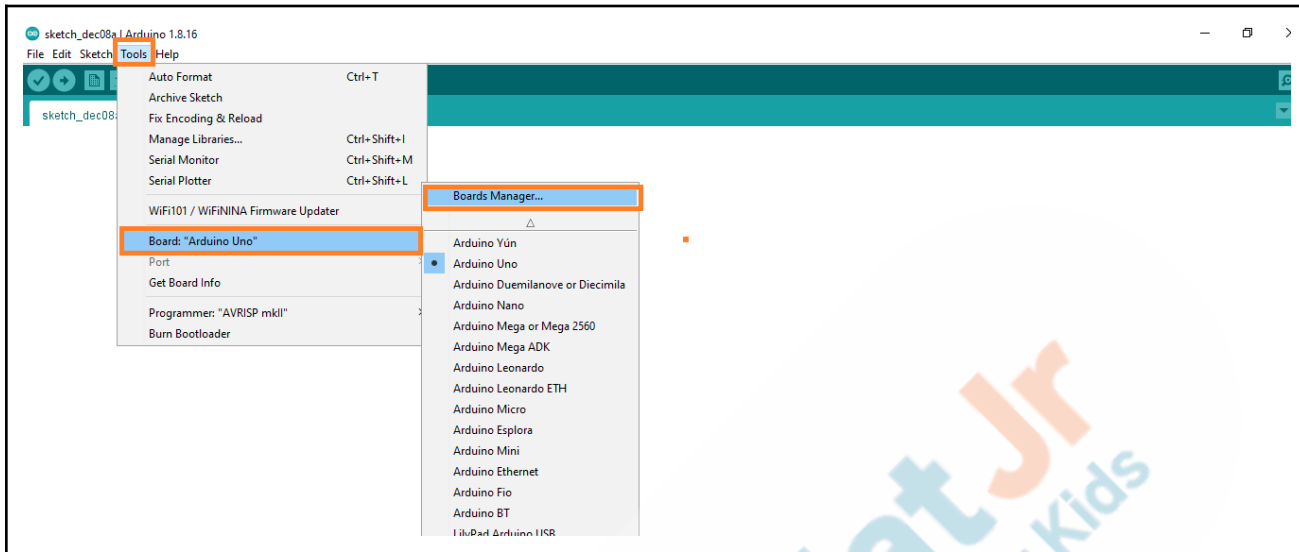 sketch_dec08a | Arduino 1.8.16
File Edit Sketch Tools Help
sketch_dec08a
Auto Format Ctrl+T
Archive Sketch
Fix Encoding & Reload
Manage Libraries... Ctrl+Shift+I
Serial Monitor Ctrl+Shift+M
Serial Plotter Ctrl+Shift+L
WiFi101 / WiFiNINA Firmware Updater
Board: "Arduino Uno"
Port
Get Board Info
Programmer: "AVRISP mkII"
Burn Bootloader
Boards Manager...
Arduino Yún
Arduino Uno
Arduino Duemilanove or Diecimila
Arduino Nano
Arduino Mega or Mega 2560
Arduino Mega ADK
Arduino Leonardo
Arduino Leonardo ETH
Arduino Micro
Arduino Esplora
Arduino Mini
Arduino Ethernet
Arduino Fio
Arduino BT
LilyPad Arduino USB
at Jr
Kids